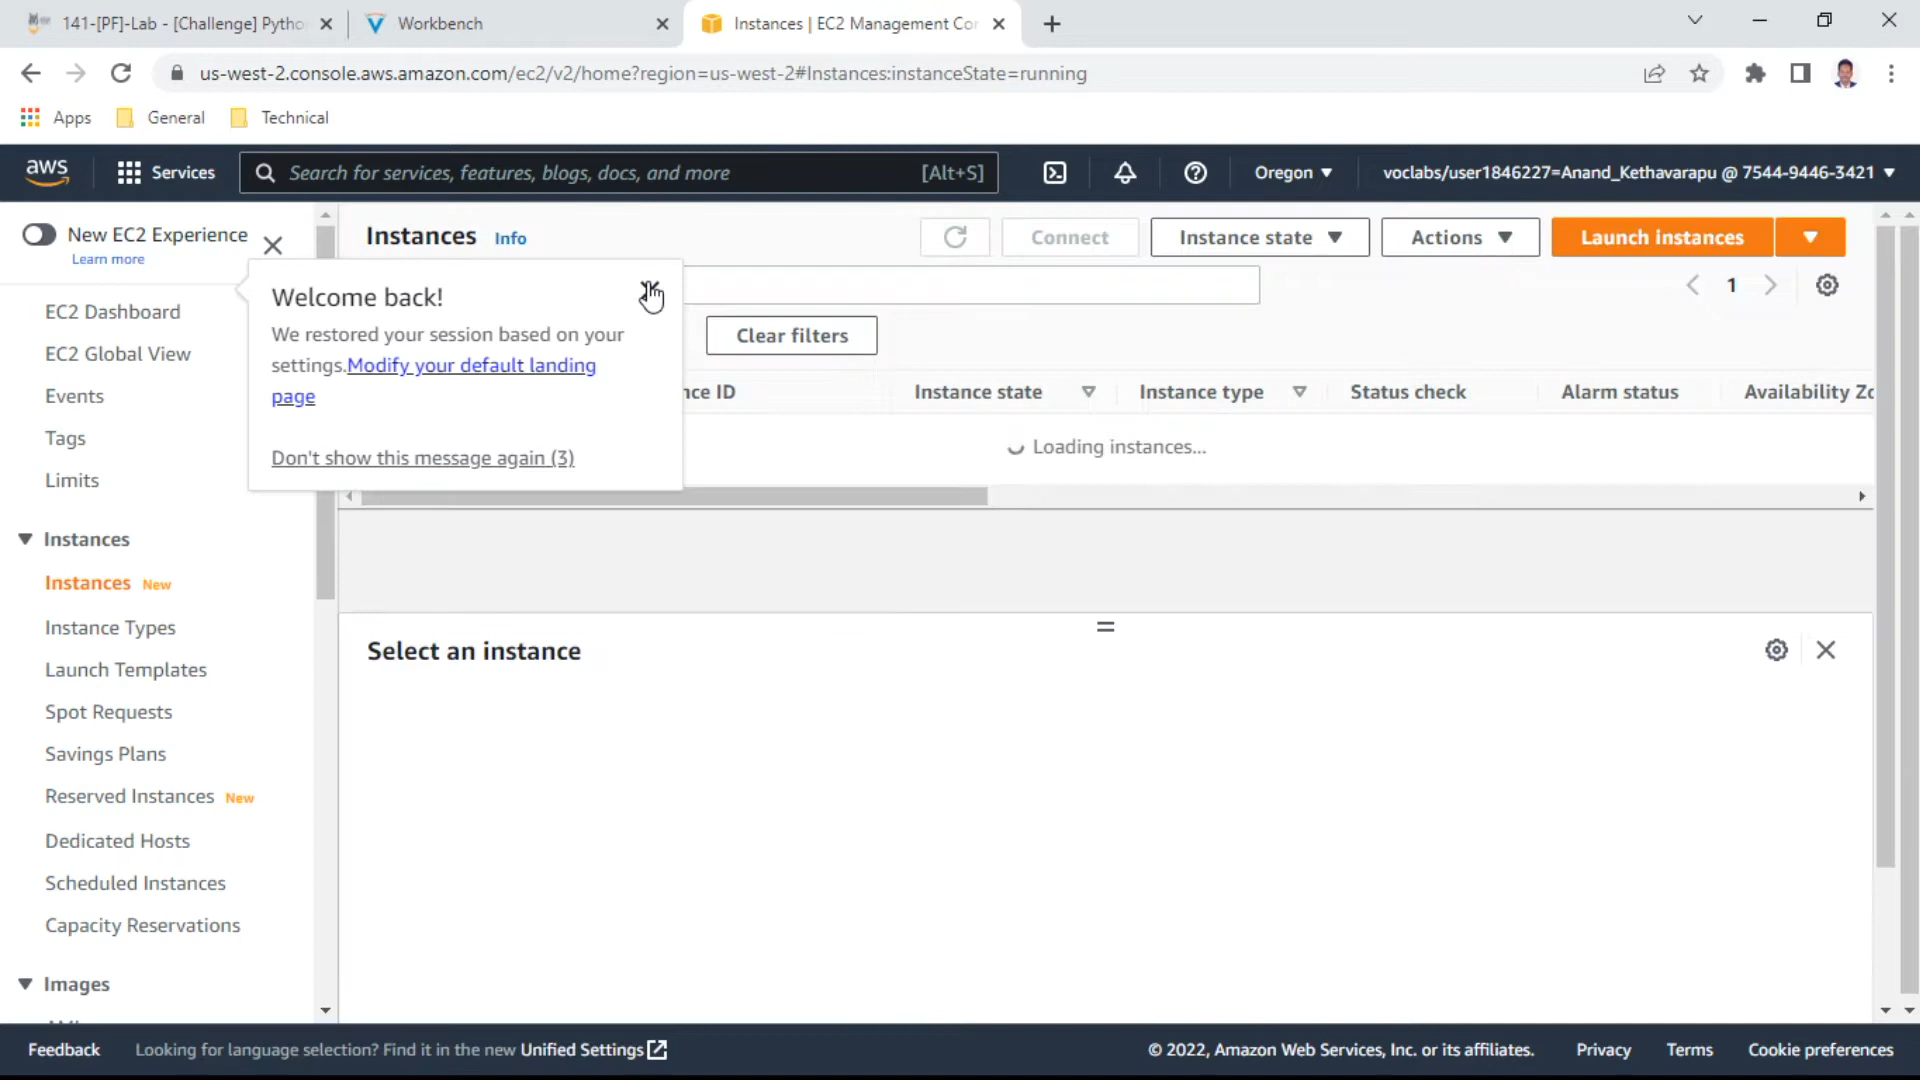 141-[PF]-Lab - [Challenge] Pytho
Workbench
Instances | EC2 Management Con
us-west-2.console.aws.amazon.com/ec2/v2/home?region=us-west-2#Instances:instanceState=running
Apps
General
Technical
aws
Services
Search for services, features, blogs, docs, and more
[Alt+S]
Oregon
voclabs/user1846227=Anand_Kethavarapu @ 7544-9446-3421
New EC2 Experience
Learn more
EC2 Dashboard
EC2 Global View
Events
Tags
Limits
Instances
Instances New
Instance Types
Launch Templates
Spot Requests
Savings Plans
Reserved Instances New
Dedicated Hosts
Scheduled Instances
Capacity Reservations
Images
Welcome back!
We restored your session based on your
settings.Modify your default landing
page
Don't show this message again (3)
Instances Info
Connect
Instance state
Actions
Launch instances
1
Clear filters
nce ID
Instance state
Instance type
Status check
Alarm status
Availability Zo
Loading instances...
Select an instance
Feedback
Looking for language selection? Find it in the new Unified Settings
© 2022, Amazon Web Services, Inc. or its affiliates.
Privacy
Terms
Cookie preferences